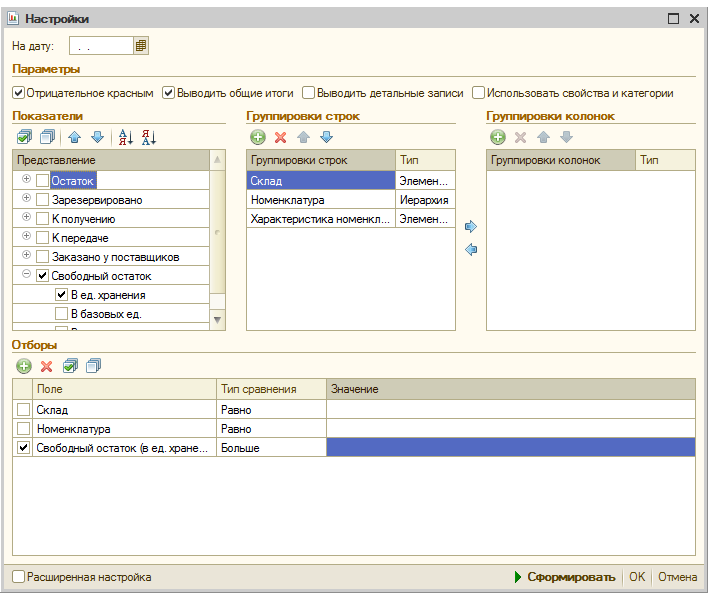 Настройки
На дату: . .
Параметры
Отрицательное красным Выводить общие итоги Выводить детальные записи Использовать свойства и категории
Показатели Группировки строк Группировки колонок
Представление Группировки строк Тип Группировки колонок Тип
Остаток Склад Элемен...
Зарезервировано Номенклатура Иерархия
К получению Характеристика номенкл... Элемен...
К передаче
Заказано у поставщиков
Свободный остаток
В ед. хранения
В базовых ед.
Отборы
Поле Тип сравнения Значение
Склад Равно
Номенклатура Равно
Свободный остаток (в ед. хране... Больше
Расширенная настройка Сформировать OK Отмена